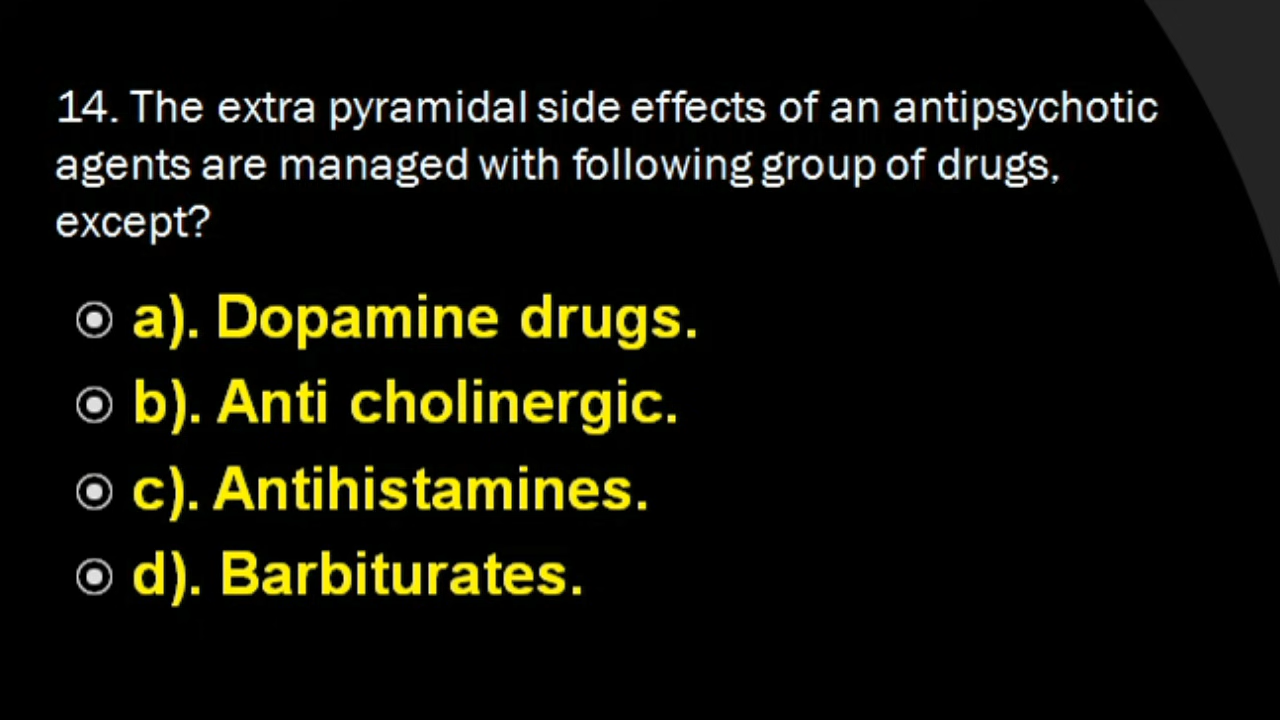 14. The extra pyramidal side effects of an antipsychotic
agents are managed with following group of drugs,
except?
a). Dopamine drugs.
b). Anti cholinergic.
c). Antihistamines.
d). Barbiturates.